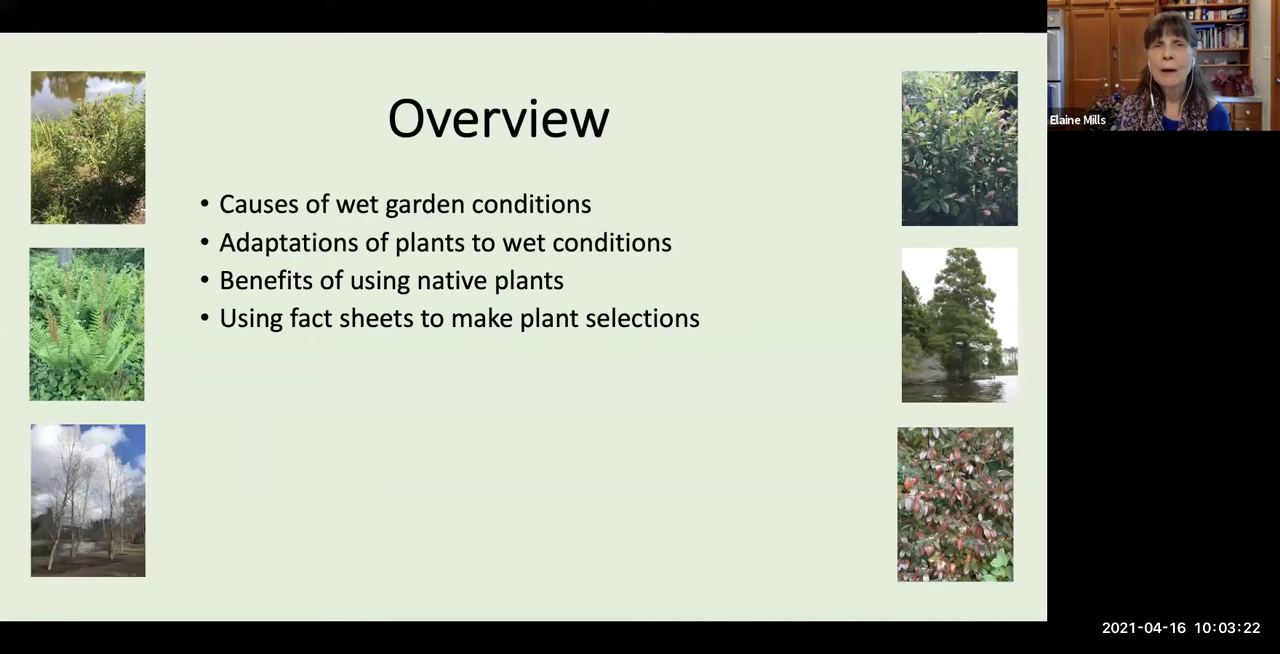 Overview
• Causes of wet garden conditions
• Adaptations of plants to wet conditions
• Benefits of using native plants
• Using fact sheets to make plant selections
Elaine Mills
2021-04-16 10:03:22